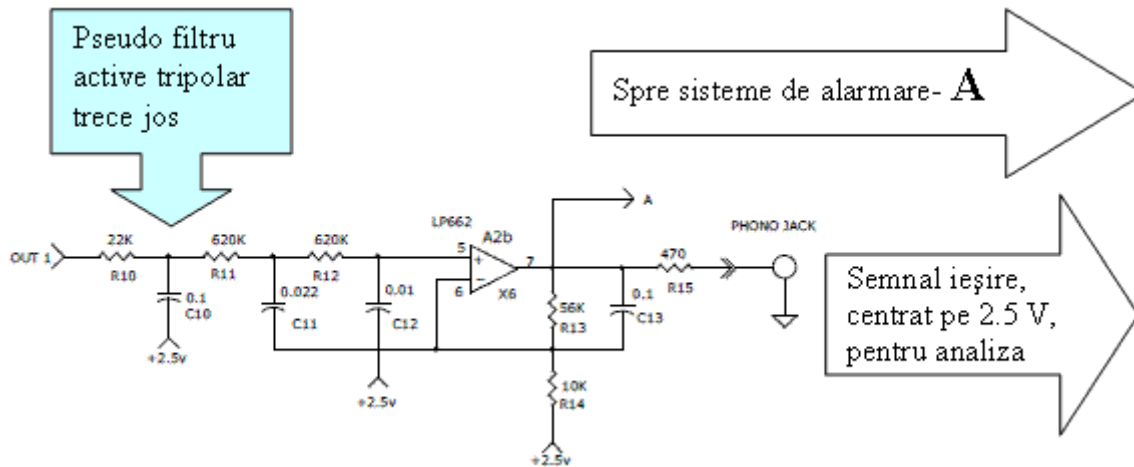 Pseudo filtru
active tripolar
trece jos
Spre sisteme de alarmare- A
LP662
A2b
A
PHONO JACK
22K
620K
620K
5
+
7
470
OUT 1
R10
R11
R12
6
−
X6
R15
0.1
C10
0.022
C11
0.01
C12
56K
R13
0.1
C13
+2.5v
+2.5v
10K
R14
+2.5v
Semnal ieşire,
centrat pe 2.5 V,
pentru analiza